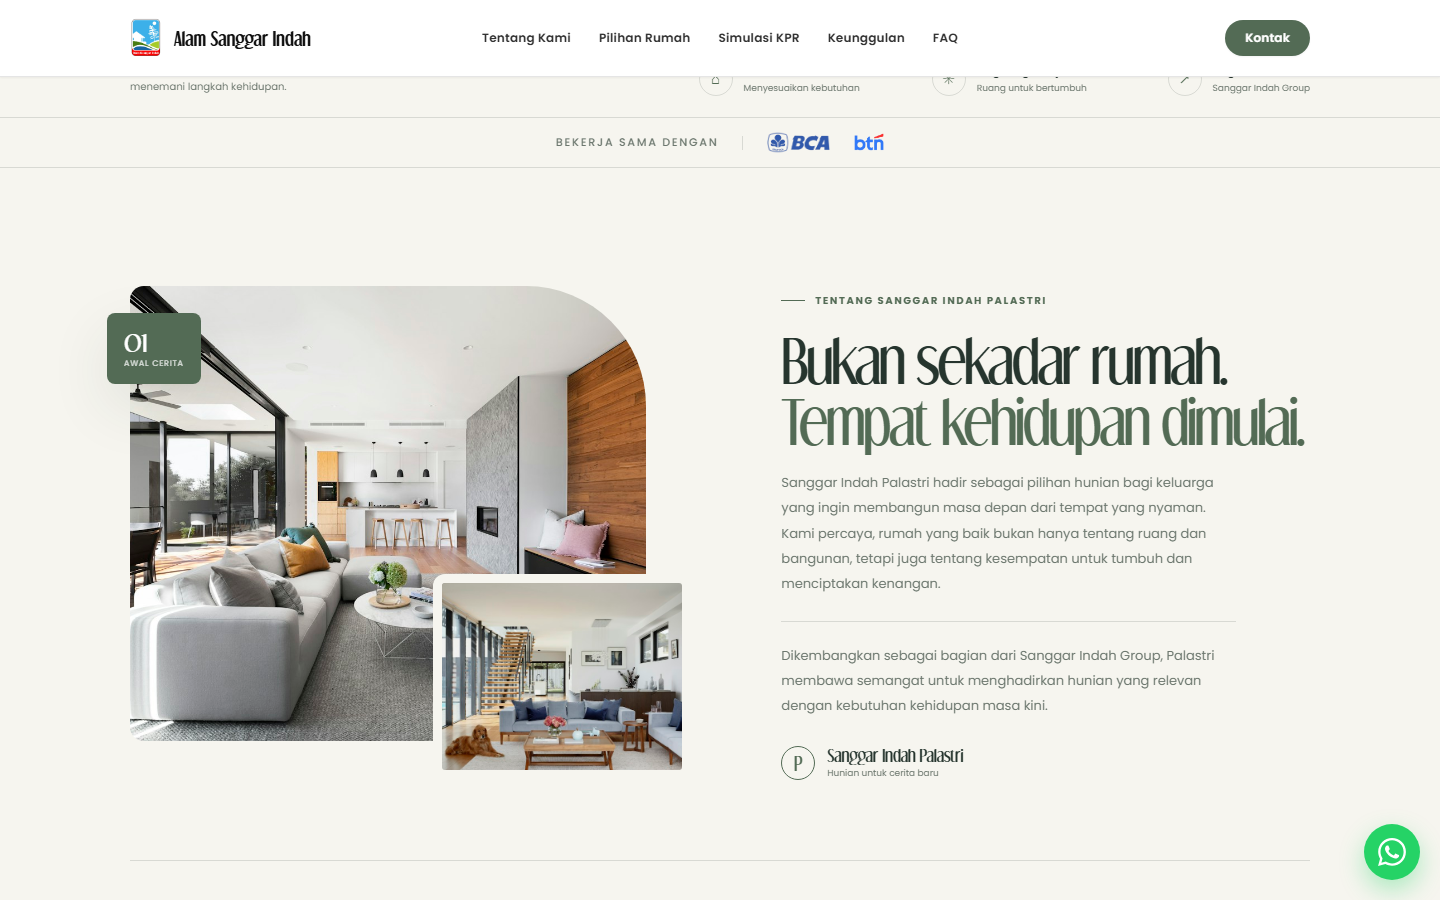 Alam Sanggar Indah
Tentang Kami
Pilihan Rumah
Simulasi KPR
Keunggulan
FAQ
Kontak
menemani langkah kehidupan.
Menyesuaikan kebutuhan
Ruang untuk bertumbuh
Sanggar Indah Group
BEKERJA SAMA DENGAN
BCA
btn
01
AWAL CERITA
TENTANG SANGGAR INDAH PALASTRI
Bukan sekadar rumah.
Tempat kehidupan dimulai.
Sanggar Indah Palastri hadir sebagai pilihan hunian bagi keluarga
yang ingin membangun masa depan dari tempat yang nyaman.
Kami percaya, rumah yang baik bukan hanya tentang ruang dan
bangunan, tetapi juga tentang kesempatan untuk tumbuh dan
menciptakan kenangan.
Dikembangkan sebagai bagian dari Sanggar Indah Group, Palastri
membawa semangat untuk menghadirkan hunian yang relevan
dengan kebutuhan kehidupan masa kini.
P
Sanggar Indah Palastri
Hunian untuk cerita baru